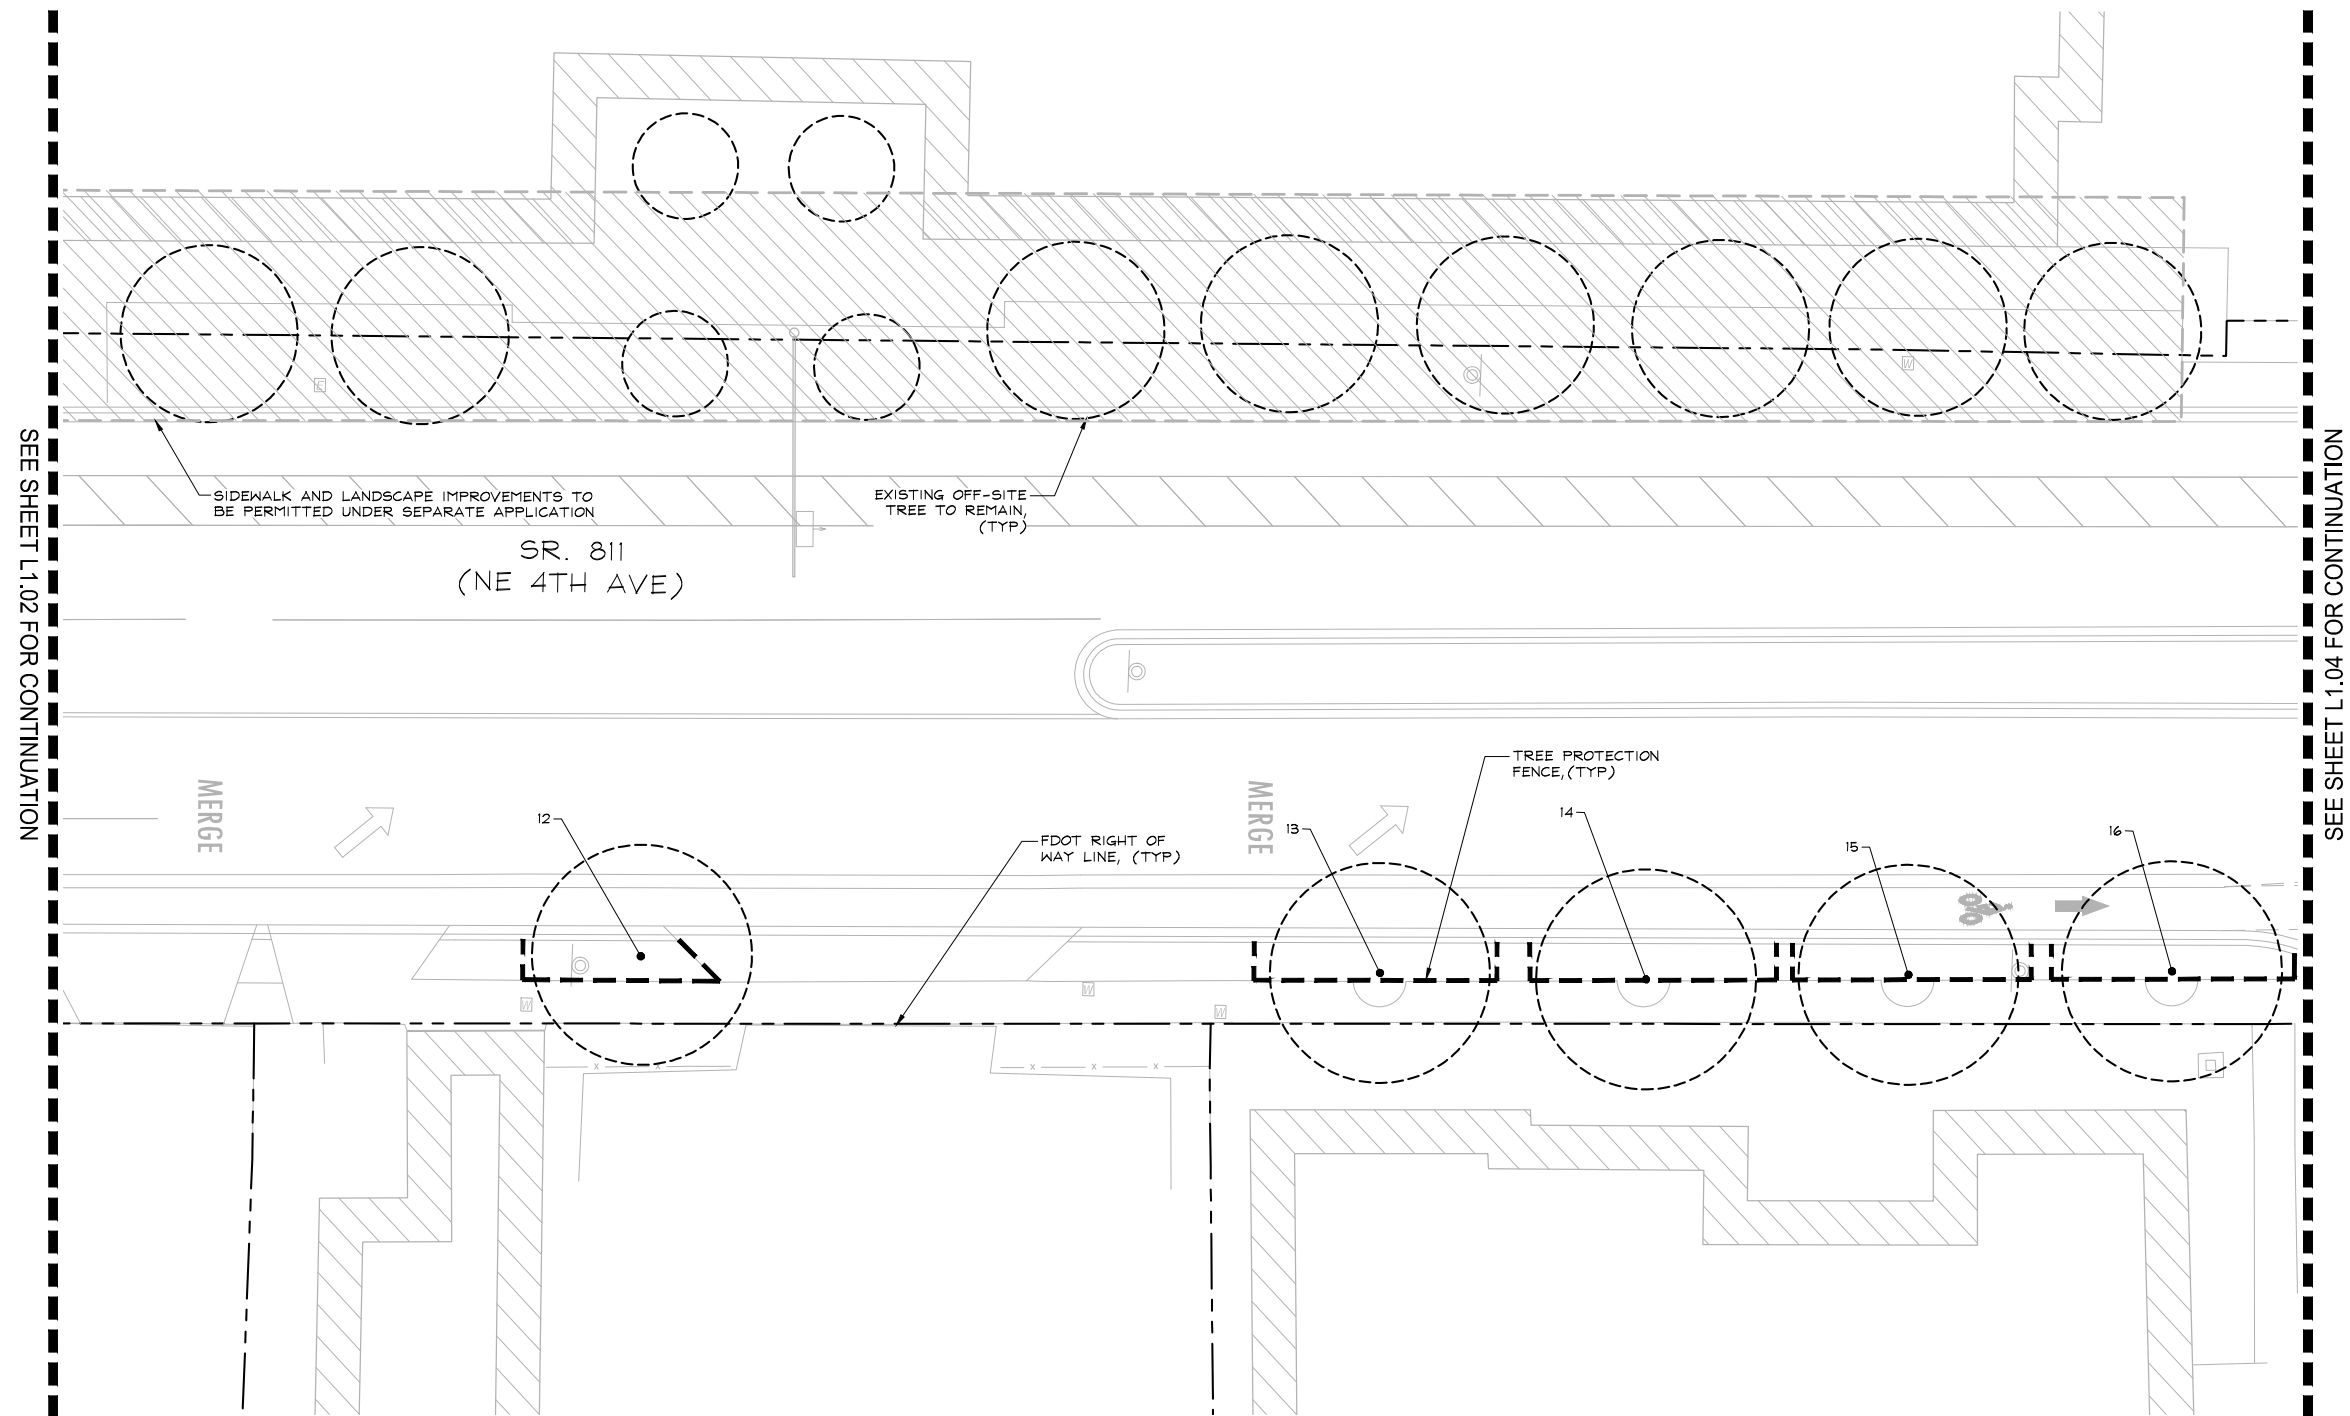 SIDEWALK AND LANDSCAPE IMPROVEMENTS TO
BE PERMITTED UNDER SEPARATE APPLICATION
EXISTING OFF-SITE
TREE TO REMAIN,
(TYP)
SR. 811
(NE 4TH AVE)
SEE SHEET L1.02 FOR CONTINUATION
SEE SHEET L1.04 FOR CONTINUATION
E
W
TREE PROTECTION
FENCE,(TYP)
MERGE
MERGE
12
13
14
15
16
FDOT RIGHT OF
WAY LINE, (TYP)
W
W
W
x
x
x
x
x